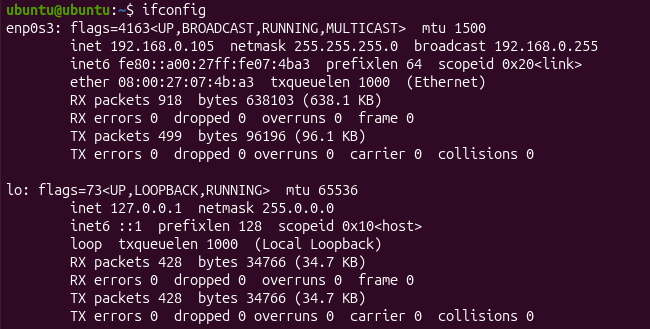 ubuntu@ubuntu:~$ ifconfig
enp0s3: flags=4163<UP,BROADCAST,RUNNING,MULTICAST>  mtu 1500
        inet 192.168.0.105  netmask 255.255.255.0  broadcast 192.168.0.255
        inet6 fe80::a00:27ff:fe07:4ba3  prefixlen 64  scopeid 0x20<link>
        ether 08:00:27:07:4b:a3  txqueuelen 1000  (Ethernet)
        RX packets 918  bytes 638103 (638.1 KB)
        RX errors 0  dropped 0  overruns 0  frame 0
        TX packets 499  bytes 96196 (96.1 KB)
        TX errors 0  dropped 0 overruns 0  carrier 0  collisions 0

lo: flags=73<UP,LOOPBACK,RUNNING>  mtu 65536
        inet 127.0.0.1  netmask 255.0.0.0
        inet6 ::1  prefixlen 128  scopeid 0x10<host>
        loop  txqueuelen 1000  (Local Loopback)
        RX packets 428  bytes 34766 (34.7 KB)
        RX errors 0  dropped 0  overruns 0  frame 0
        TX packets 428  bytes 34766 (34.7 KB)
        TX errors 0  dropped 0 overruns 0  carrier 0  collisions 0